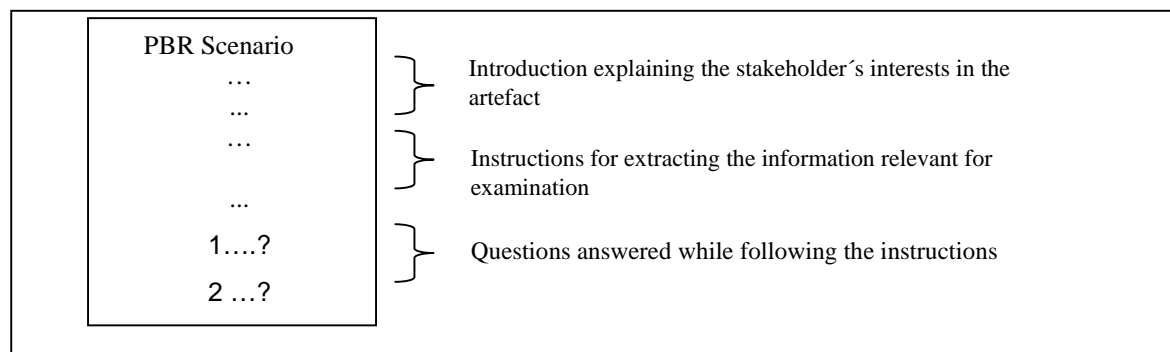 PBR Scenario
…
...
Introduction explaining the stakeholder´s interests in the
artefact
…
...
Instructions for extracting the information relevant for
examination
1….?
2 …?
Questions answered while following the instructions